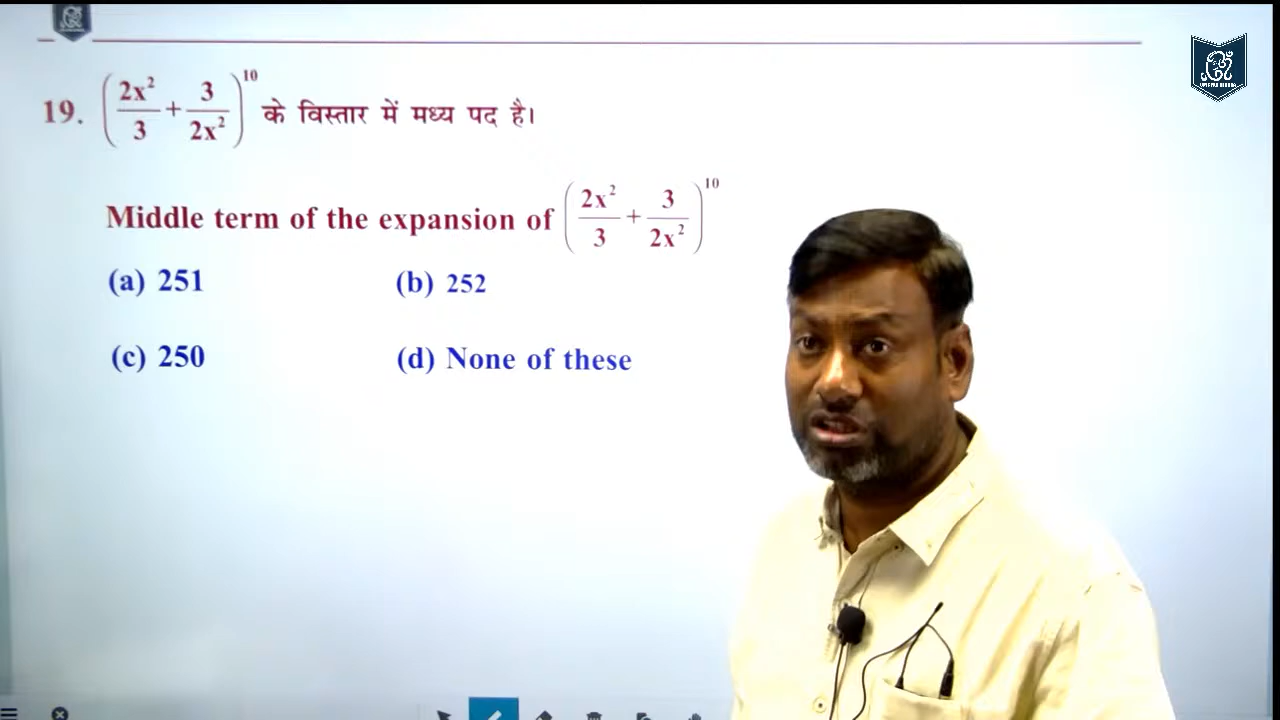 19. (2x²/3 + 3/2x²)¹⁰ के विस्तार में मध्य पद है।
Middle term of the expansion of (2x²/3 + 3/2x²)¹⁰
(a) 251 (b) 252
(c) 250 (d) None of these